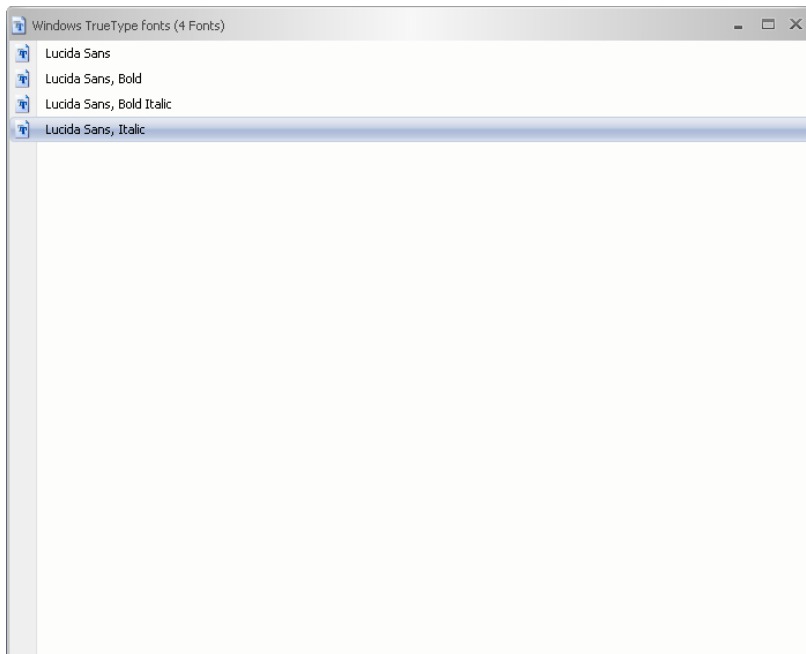 Windows TrueType fonts (4 Fonts)
Lucida Sans
Lucida Sans, Bold
Lucida Sans, Bold Italic
Lucida Sans, Italic